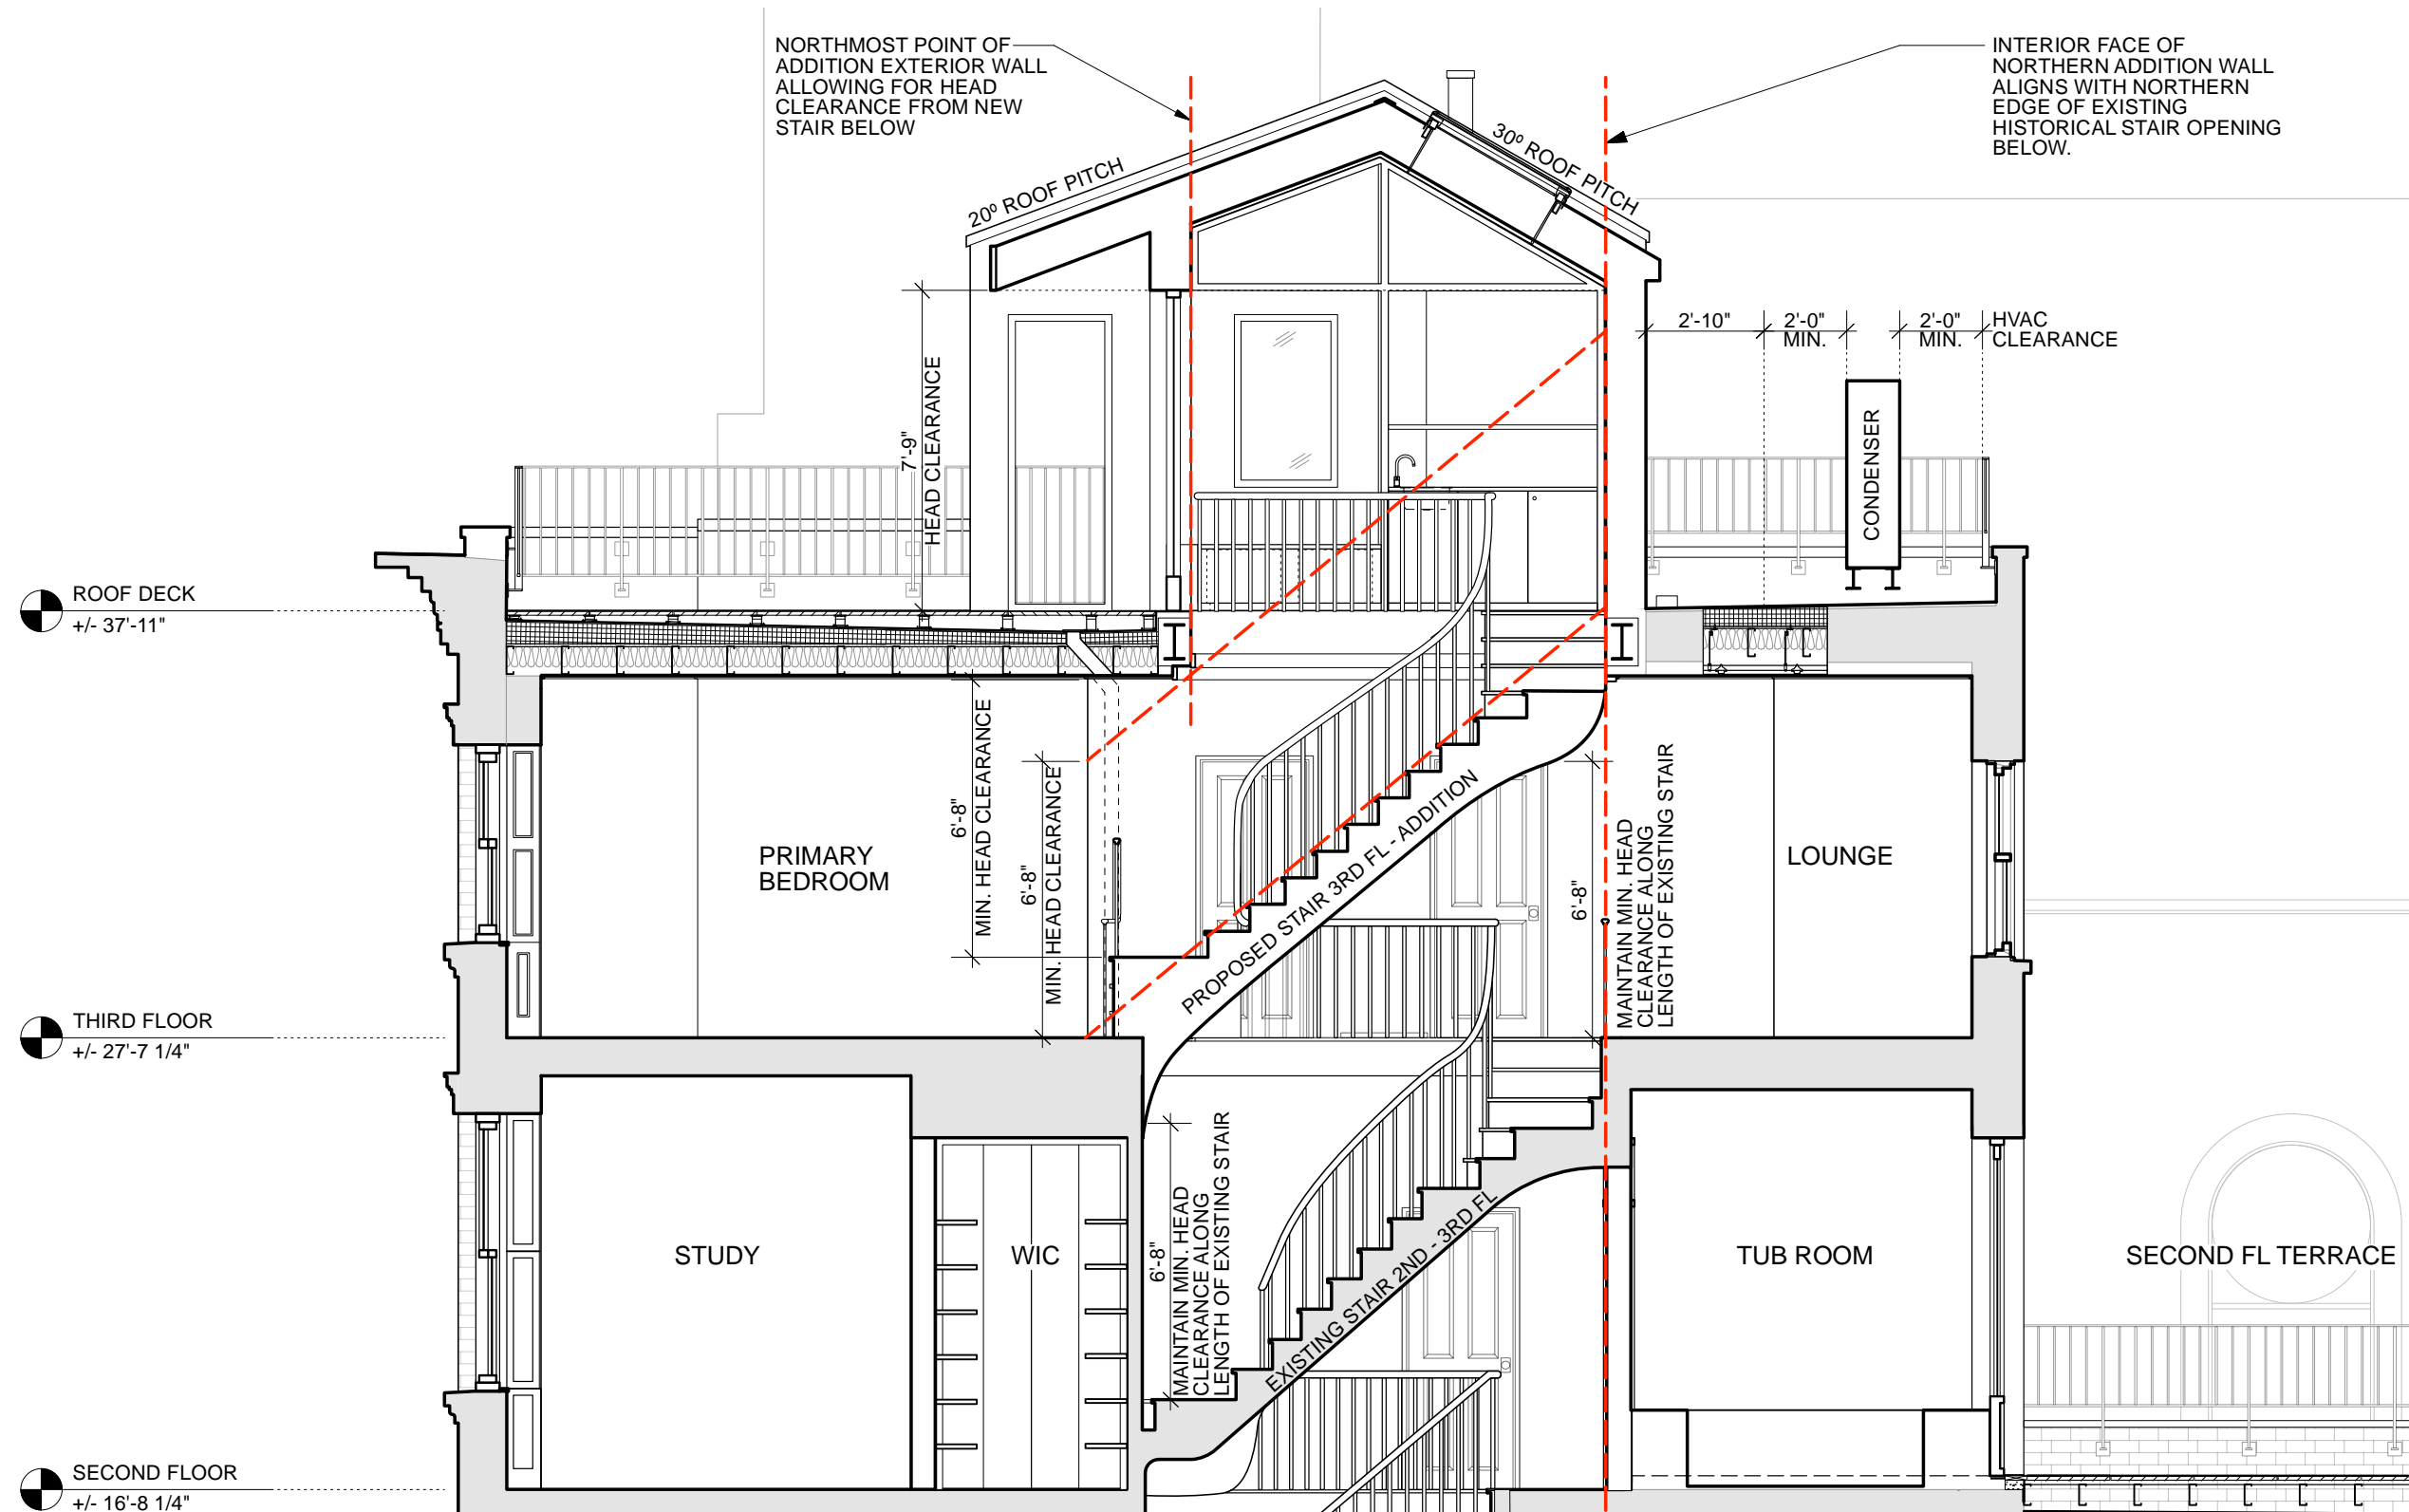 NORTHMOST POINT OF
ADDITION EXTERIOR WALL
ALLOWING FOR HEAD
CLEARANCE FROM NEW
STAIR BELOW
INTERIOR FACE OF
NORTHERN ADDITION WALL
ALIGNS WITH NORTHERN
EDGE OF EXISTING
HISTORICAL STAIR OPENING
BELOW.
20º ROOF PITCH
30º ROOF PITCH
2'-10"
2'-0"
MIN.
2'-0"
MIN.
HVAC
CLEARANCE
7'-9"
HEAD CLEARANCE
CONDENSER
ROOF DECK
+/- 37'-11"
6'-8"
MIN. HEAD CLEARANCE
6'-8"
MIN. HEAD CLEARANCE
PRIMARY
BEDROOM
PROPOSED STAIR 3RD FL - ADDITION
6'-8"
MAINTAIN MIN. HEAD
CLEARANCE ALONG
LENGTH OF EXISTING STAIR
LOUNGE
THIRD FLOOR
+/- 27'-7 1/4"
STUDY
WIC
6'-8"
MAINTAIN MIN. HEAD
CLEARANCE ALONG
LENGTH OF EXISTING STAIR
EXISTING STAIR 2ND - 3RD FL
TUB ROOM
SECOND FL TERRACE
SECOND FLOOR
+/- 16'-8 1/4"